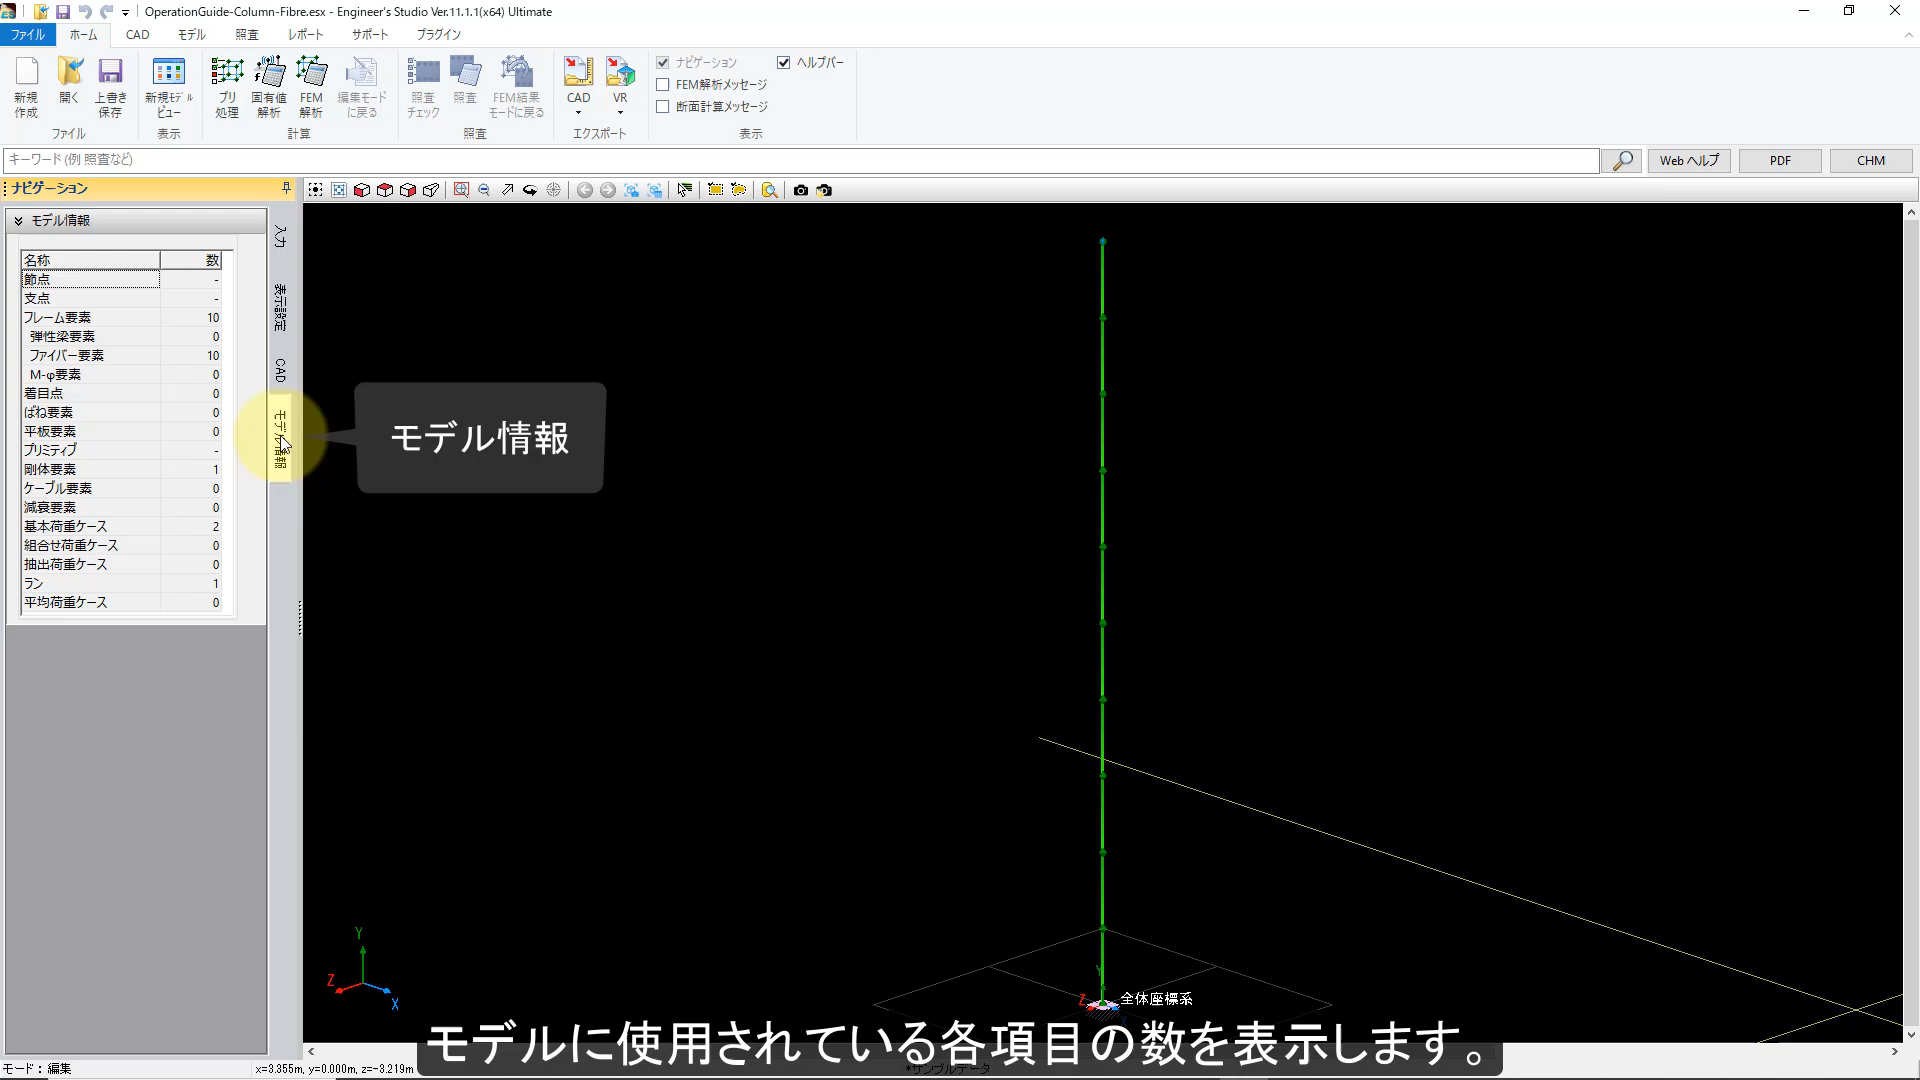 OperationGuide-Column-Fibre.esx - Engineer's Studio Ver.11.1.1(x64) Ultimate
ファイル ホーム CAD モデル 照査 レポート サポート プラグイン
新規作成 開く 上書き保存 新規モデルビュー プリ処理 固有値解析 FEM解析 編集モードに戻る 照査チェック 照査 FEM結果モードに戻る CAD VR
ナビゲーション ヘルプバー
FEM解析メッセージ
断面計算メッセージ
ファイル 表示 計算 照査 エクスポート 表示
キーワード (例 照査など) Web ヘルプ PDF CHM
ナビゲーション
モデル情報
名称 数
節点 -
支点 -
フレーム要素 10
弾性梁要素 0
ファイバー要素 10
M-φ要素 0
着目点 0
ばね要素 0
平板要素 0
プリミティブ -
剛体要素 1
ケーブル要素 0
減衰要素 0
基本荷重ケース 2
組合せ荷重ケース 0
抽出荷重ケース 0
ラン 1
平均荷重ケース 0
入力
表示設定
CAD
モデル情報
モデル情報
Y
Z
X
Y
Z
全体座標系
モデルに使用されている各項目の数を表示します。
モード : 編集 x=3.355m, y=0.000m, z=-3.219m *サンプルデータ